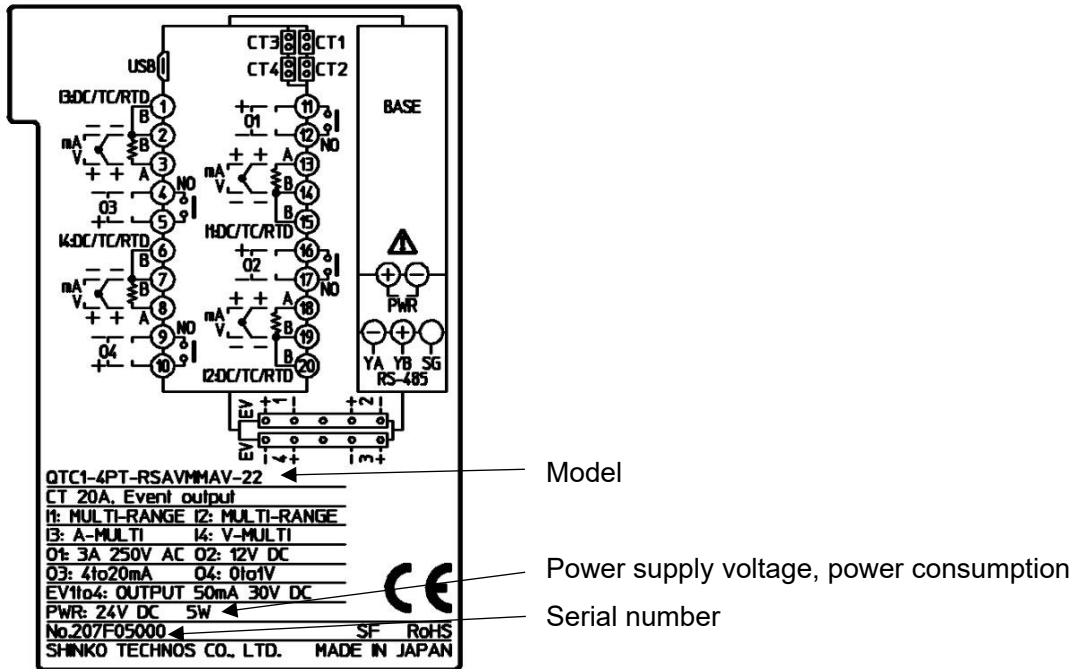 CT3 CT1
USB CT4 CT2
I3:DC/TC/RTD 1 11 BASE
B + O1
2 - 12 NO
mA V - - B
+ + 3 A mA V + + A 13
4 NO B 14
O3 - + 5 - - B 15
I4:DC/TC/RTD I1:DC/TC/RTD
6 B + O2 16
mA V - - 7 B - 17 NO + - PWR
+ + 8 A mA V + + A 18
9 NO B 19 - +
O4 - + 10 - - B 20 YA YB SG
I2:DC/TC/RTD RS-485
EV + 1 - + 2 -
EV - 4 + - 3 +
QTC1-4PT-RSAVMMAV-22 Model
CT 20A, Event output
I1: MULTI-RANGE I2: MULTI-RANGE
I3: A-MULTI I4: V-MULTI
O1: 3A 250V AC O2: 12V DC
O3: 4to20mA O4: 0to1V
EV1to4: OUTPUT 50mA 30V DC CE
PWR: 24V DC 5W Power supply voltage, power consumption
No.207F05000 SF RoHS Serial number
SHINKO TECHNOS CO., LTD. MADE IN JAPAN